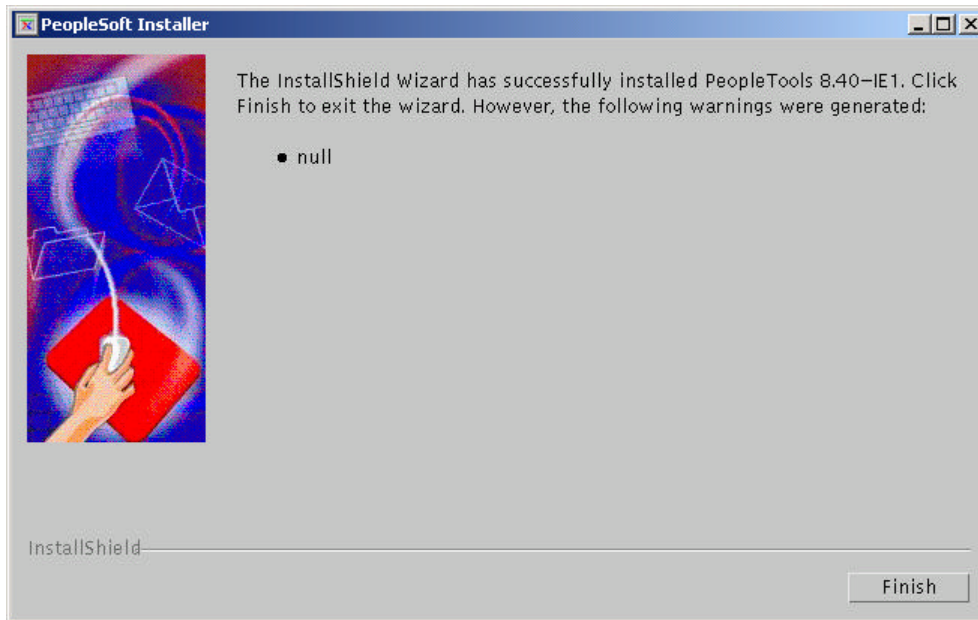 PeopleSoft Installer
The InstallShield Wizard has successfully installed PeopleTools 8.40-IE1. Click
Finish to exit the wizard. However, the following warnings were generated:
● null
InstallShield
Finish